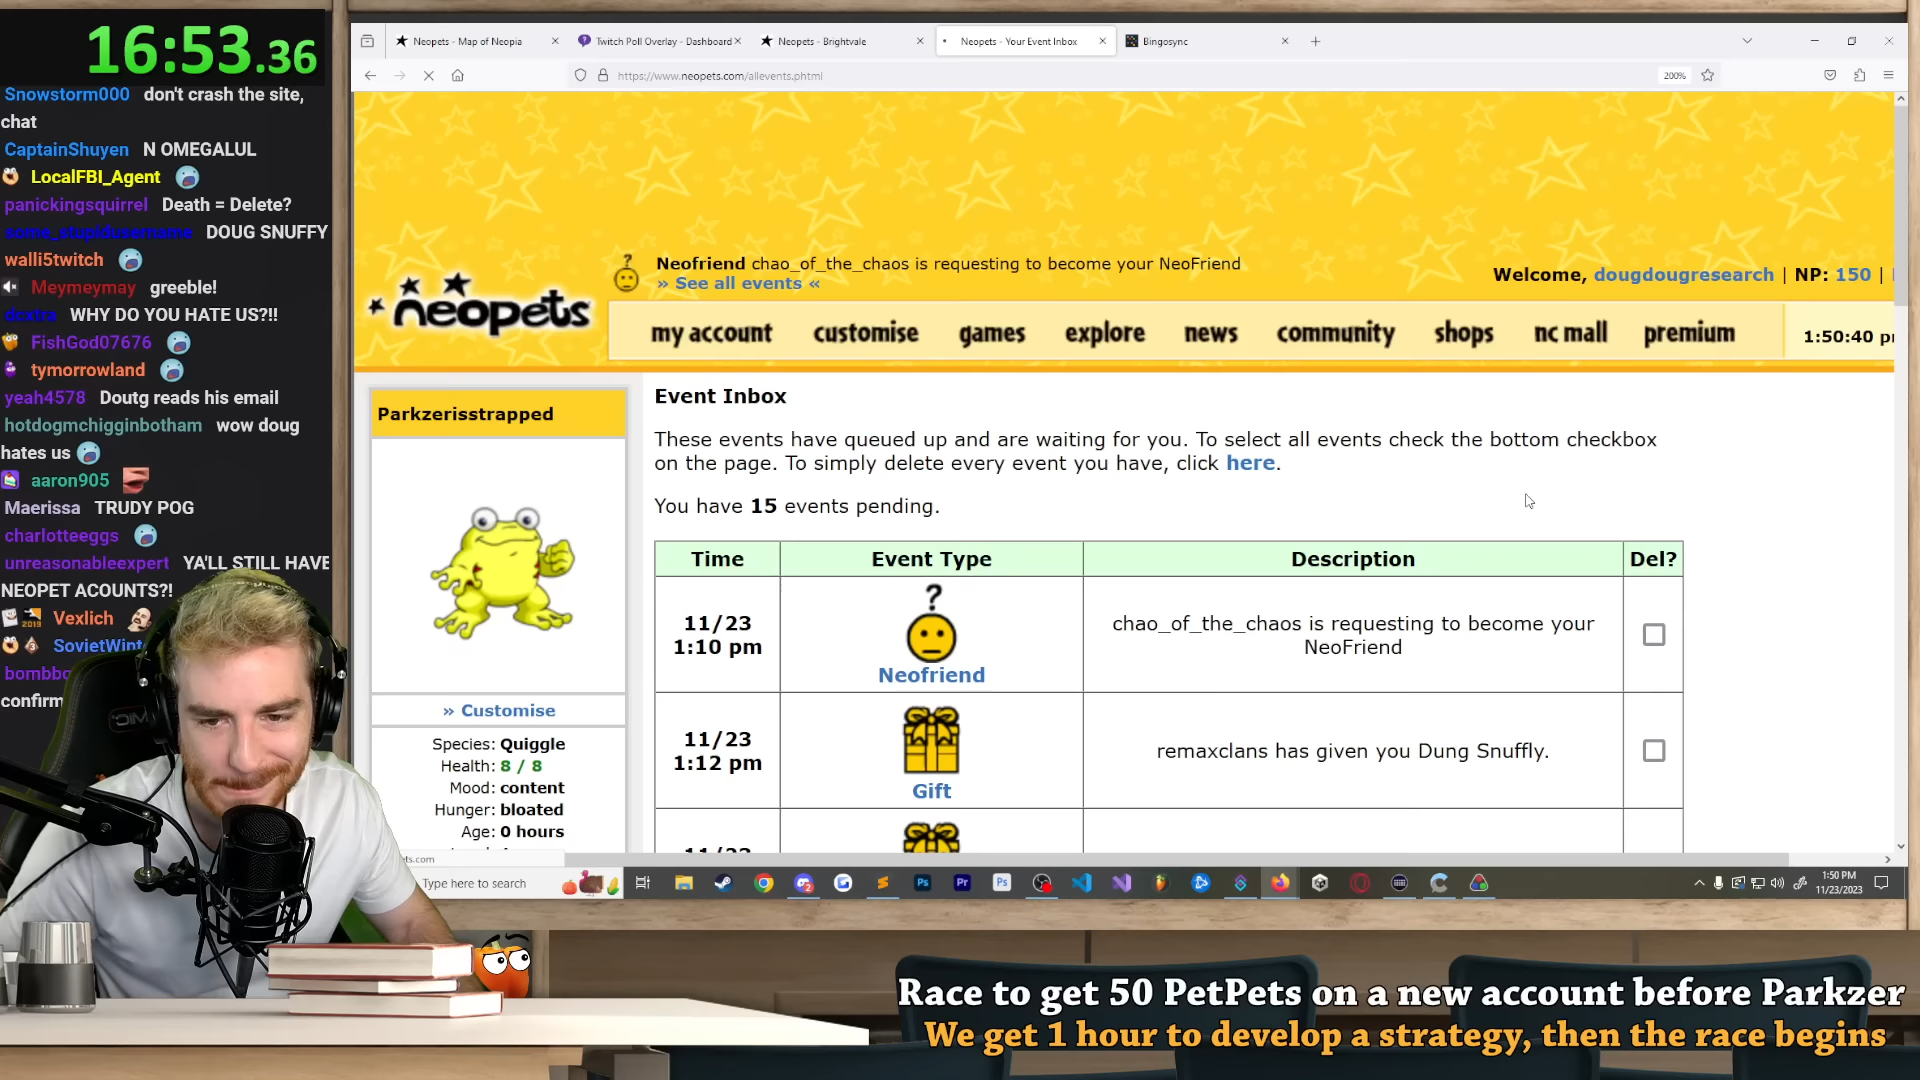 16:53.36
Snowstorm000 don't crash the site,
chat
CaptainShuyen N OMEGALUL
LocalFBI_Agent
panickingsquirrel Death = Delete?
some_stupidusername DOUG SNUFFY
walli5twitch
Meymeymay greeble!
dextra WHY DO YOU HATE US?!!
FishGod07676
tymorrowland
yeah4578 Doutg reads his email
hotdogmchigginbotham wow doug
hates us
aaron905
Maerissa TRUDY POG
charlotteeggs
unreasonableexpert YA'LL STILL HAVE
NEOPET ACOUNTS?!
Vexlich
SovietWint
bombbo
confirm
Neopets - Map of Neopia
Twitch Poll Overlay - Dashboard
Neopets - Brightvale
Neopets - Your Event Inbox
Bingosync
https://www.neopets.com/allevents.phtml
200%
Neofriend chao_of_the_chaos is requesting to become your NeoFriend
» See all events «
Welcome, dougdougresearch | NP: 150 |
neopets
my account customise games explore news community shops nc mall premium
1:50:40 p
Parkzerisstrapped
» Customise
Species: Quiggle
Health: 8 / 8
Mood: content
Hunger: bloated
Age: 0 hours
Event Inbox
These events have queued up and are waiting for you. To select all events check the bottom checkbox
on the page. To simply delete every event you have, click here.
You have 15 events pending.
Time Event Type Description Del?
11/23
1:10 pm
Neofriend
chao_of_the_chaos is requesting to become your
NeoFriend
11/23
1:12 pm
Gift
remaxclans has given you Dung Snuffly.
ets.com
Type here to search
1:50 PM
11/23/2023
Race to get 50 PetPets on a new account before Parkzer
We get 1 hour to develop a strategy, then the race begins